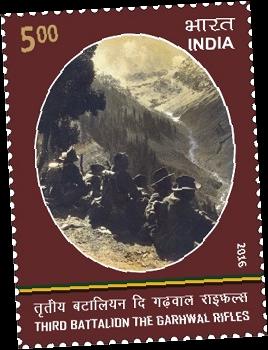 5.00
भारत
INDIA
2016
तृतीय बटालियन दि गढ़वाल राइफल्स
THIRD BATTALION THE GARHWAL RIFLES